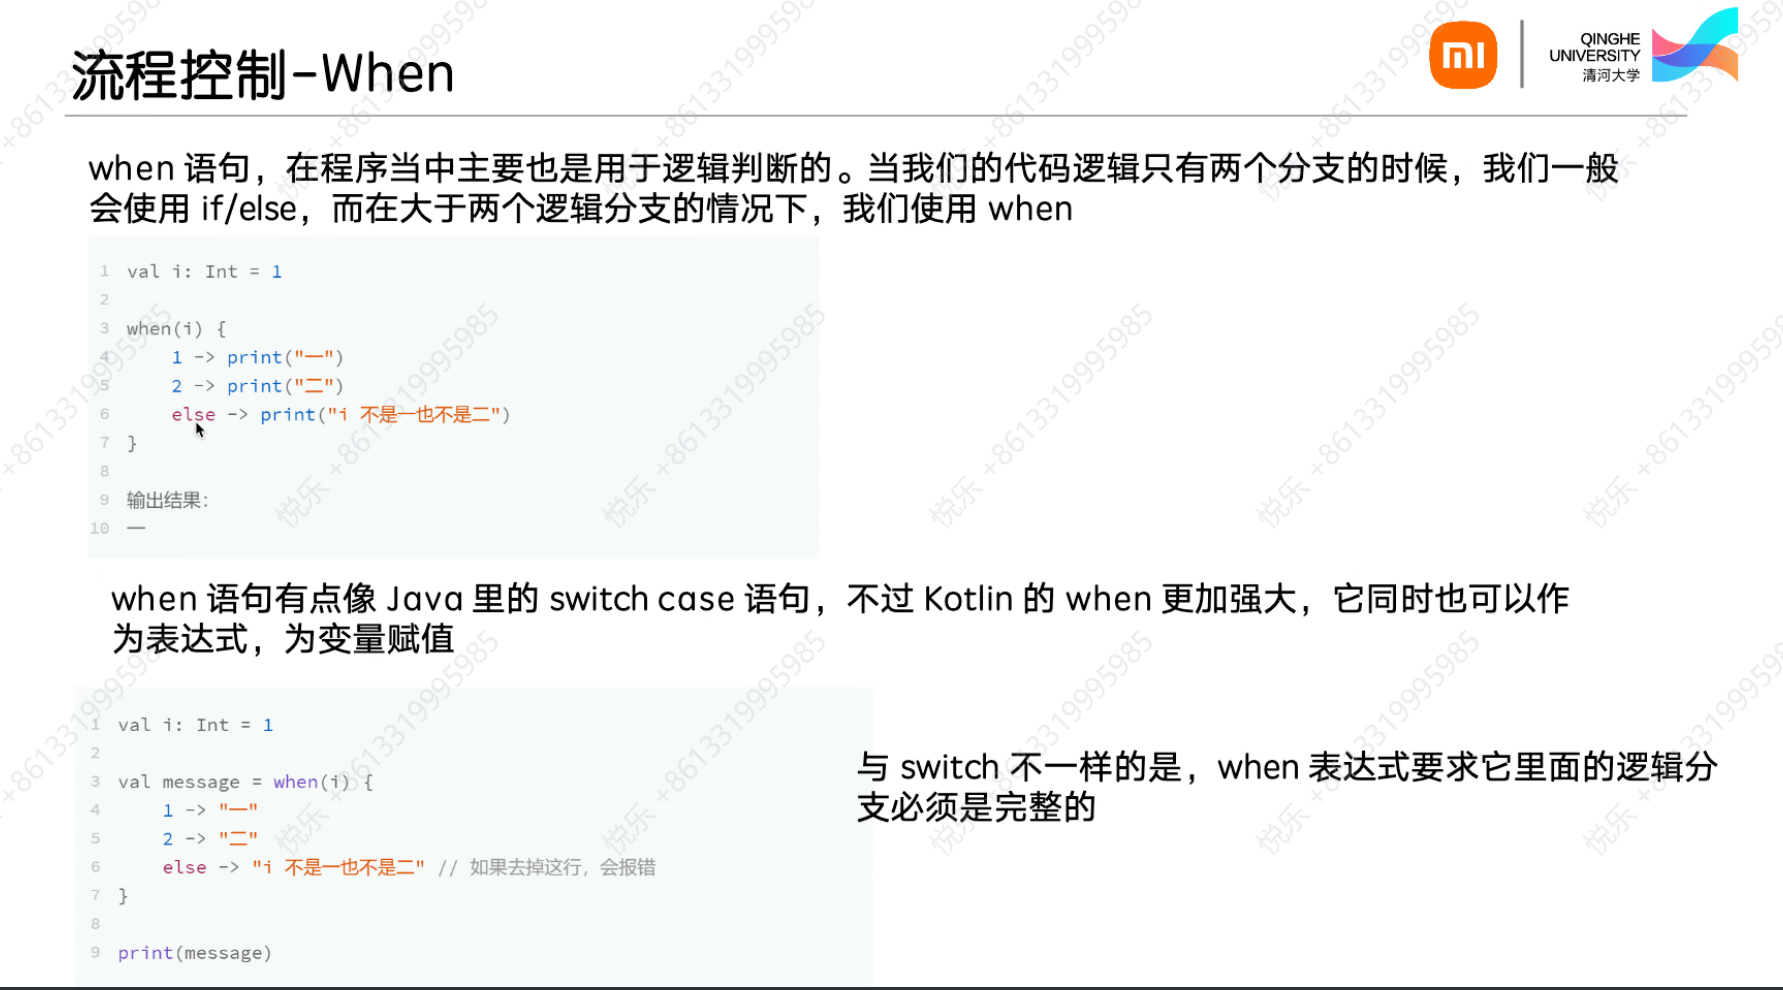 流程控制-When
mi
QINGHE
UNIVERSITY
清河大学
when 语句，在程序当中主要也是用于逻辑判断的。当我们的代码逻辑只有两个分支的时候，我们一般
会使用 if/else，而在大于两个逻辑分支的情况下，我们使用 when
1 val i: Int = 1
2
3 when(i) {
4     1 -> print("一")
5     2 -> print("二")
6     else -> print("i 不是一也不是二")
7 }
8
9 输出结果：
10 一
when 语句有点像 Java 里的 switch case 语句，不过 Kotlin 的 when 更加强大，它同时也可以作
为表达式，为变量赋值
1 val i: Int = 1
2
3 val message = when(i) {
4     1 -> "一"
5     2 -> "二"
6     else -> "i 不是一也不是二" // 如果去掉这行，会报错
7 }
8
9 print(message)
与 switch 不一样的是，when 表达式要求它里面的逻辑分
支必须是完整的
悦乐 +8613319995985